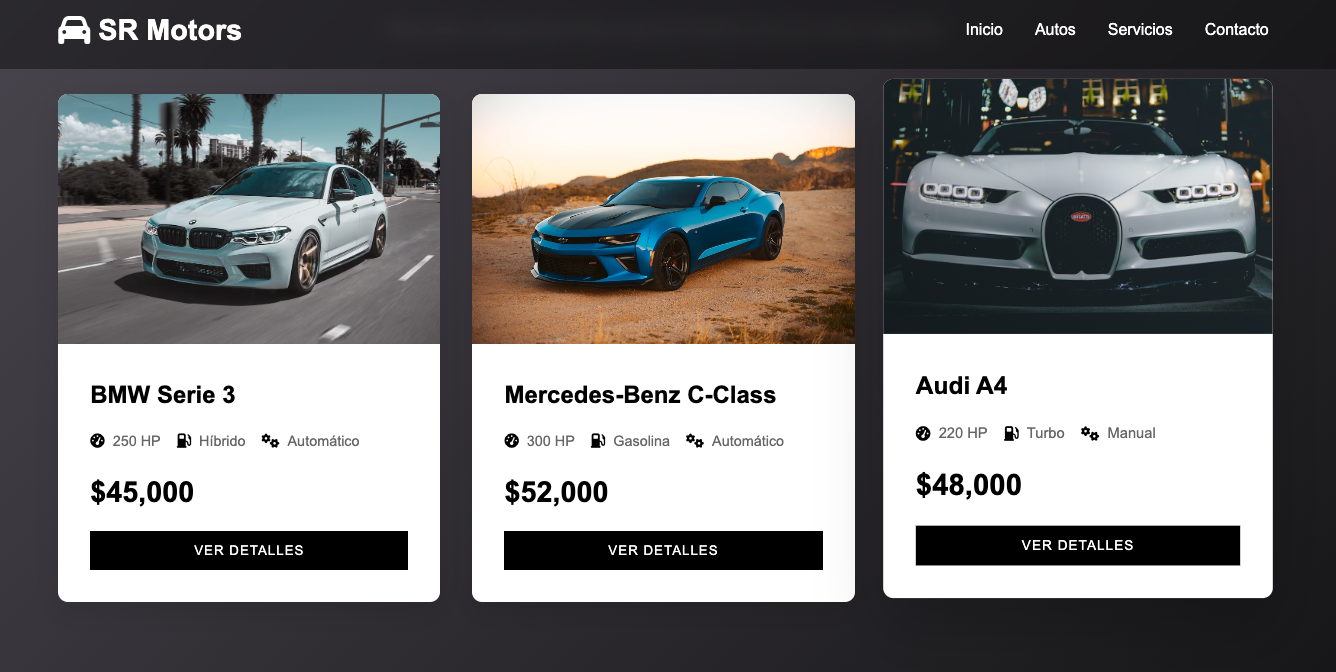 SR Motors
Inicio Autos Servicios Contacto
BMW Serie 3
250 HP Híbrido Automático
$45,000
VER DETALLES
Mercedes-Benz C-Class
300 HP Gasolina Automático
$52,000
VER DETALLES
BUGATTI
Audi A4
220 HP Turbo Manual
$48,000
VER DETALLES